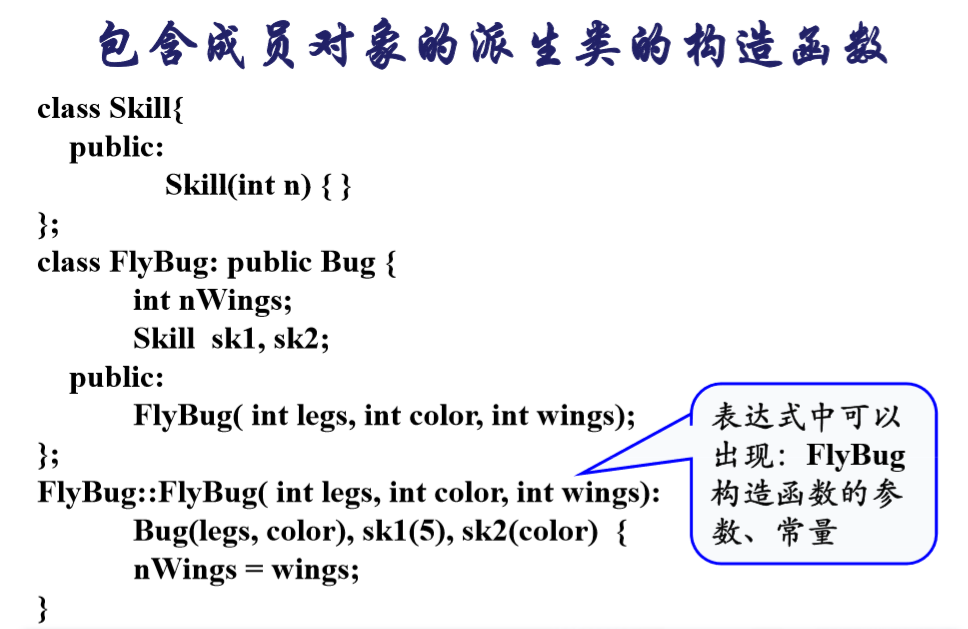 包含成员对象的派生类的构造函数
class Skill{
public:
Skill(int n) { }
};
class FlyBug: public Bug {
int nWings;
Skill sk1, sk2;
public:
FlyBug( int legs, int color, int wings);
};
FlyBug::FlyBug( int legs, int color, int wings):
Bug(legs, color), sk1(5), sk2(color) {
nWings = wings;
}
表达式中可以
出现：FlyBug
构造函数的参
数、常量